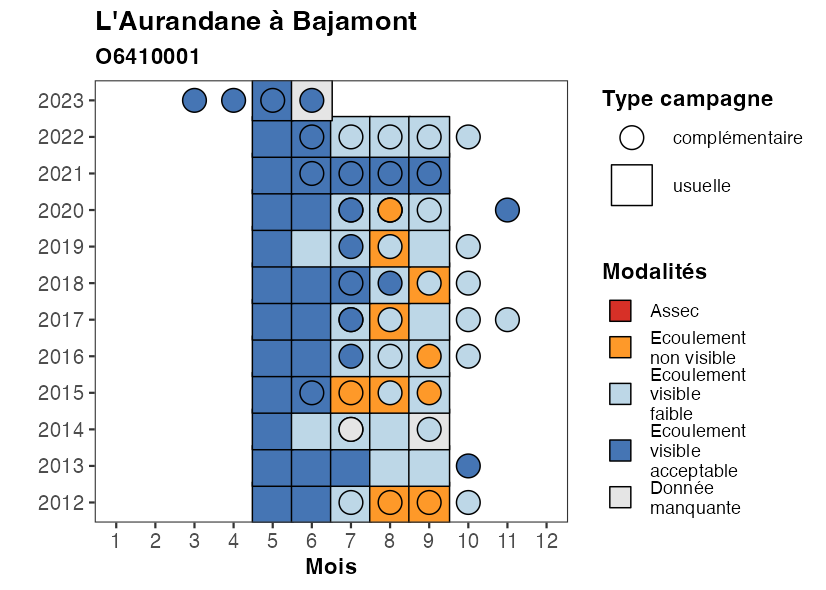 L'Aurandane à Bajamont
O6410001
2023
2022
2021
2020
2019
2018
2017
2016
2015
2014
2013
2012
1 2 3 4 5 6 7 8 9 10 11 12
Mois
Type campagne
complémentaire
usuelle
Modalités
Assec
Ecoulement
non visible
Ecoulement
visible
faible
Ecoulement
visible
acceptable
Donnée
manquante